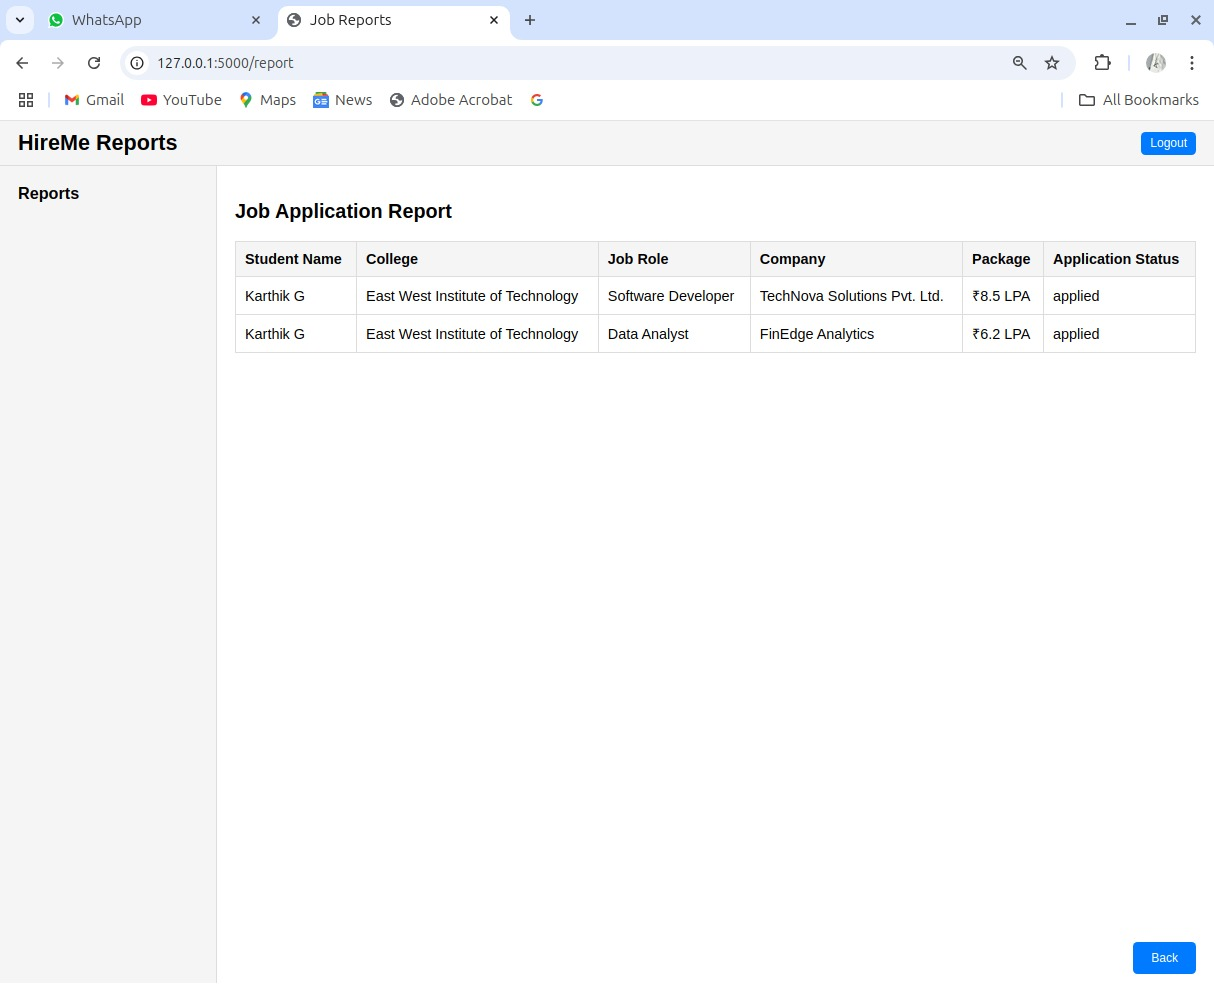 WhatsApp
Job Reports
127.0.0.1:5000/report
Gmail YouTube Maps News Adobe Acrobat All Bookmarks
HireMe Reports Logout
Reports
Job Application Report
Student Name College Job Role Company Package Application Status
Karthik G East West Institute of Technology Software Developer TechNova Solutions Pvt. Ltd. ₹8.5 LPA applied
Karthik G East West Institute of Technology Data Analyst FinEdge Analytics ₹6.2 LPA applied
Back